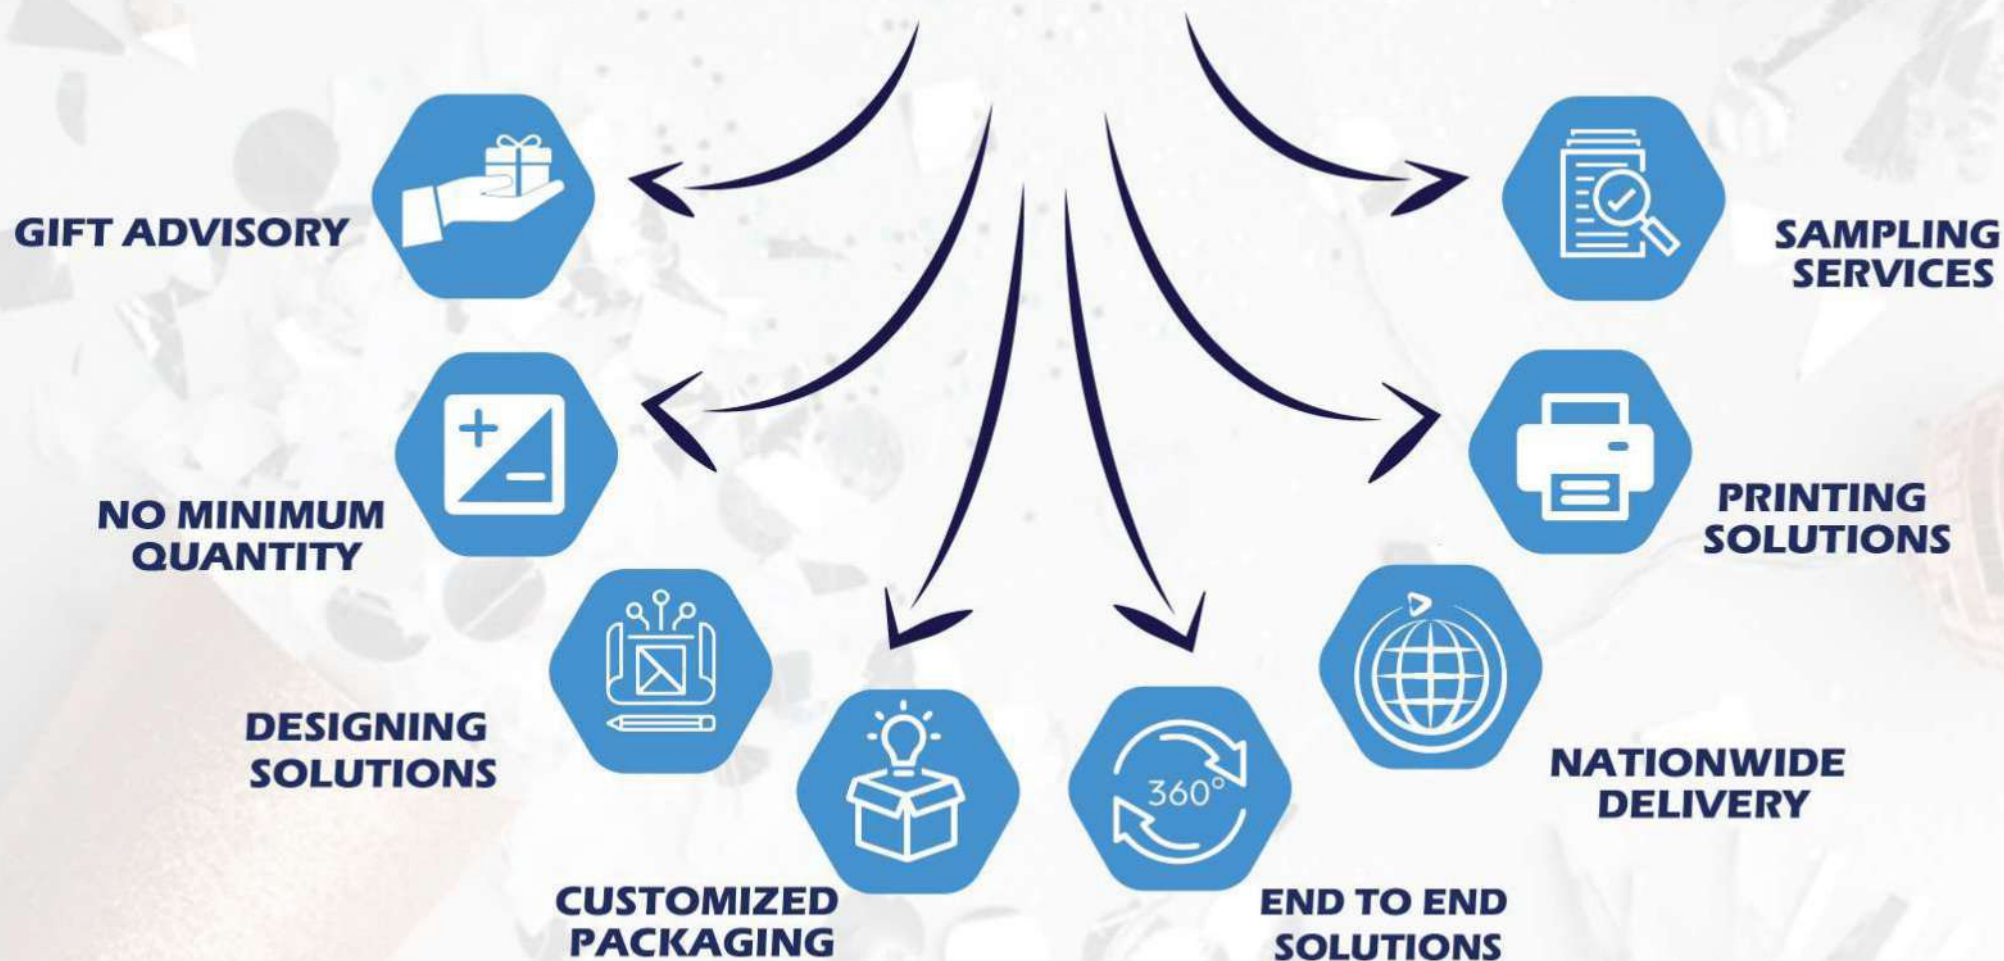 GIFT ADVISORY
SAMPLING
SERVICES
NO MINIMUM
QUANTITY
PRINTING
SOLUTIONS
DESIGNING
SOLUTIONS
NATIONWIDE
DELIVERY
CUSTOMIZED
PACKAGING
360°
END TO END
SOLUTIONS